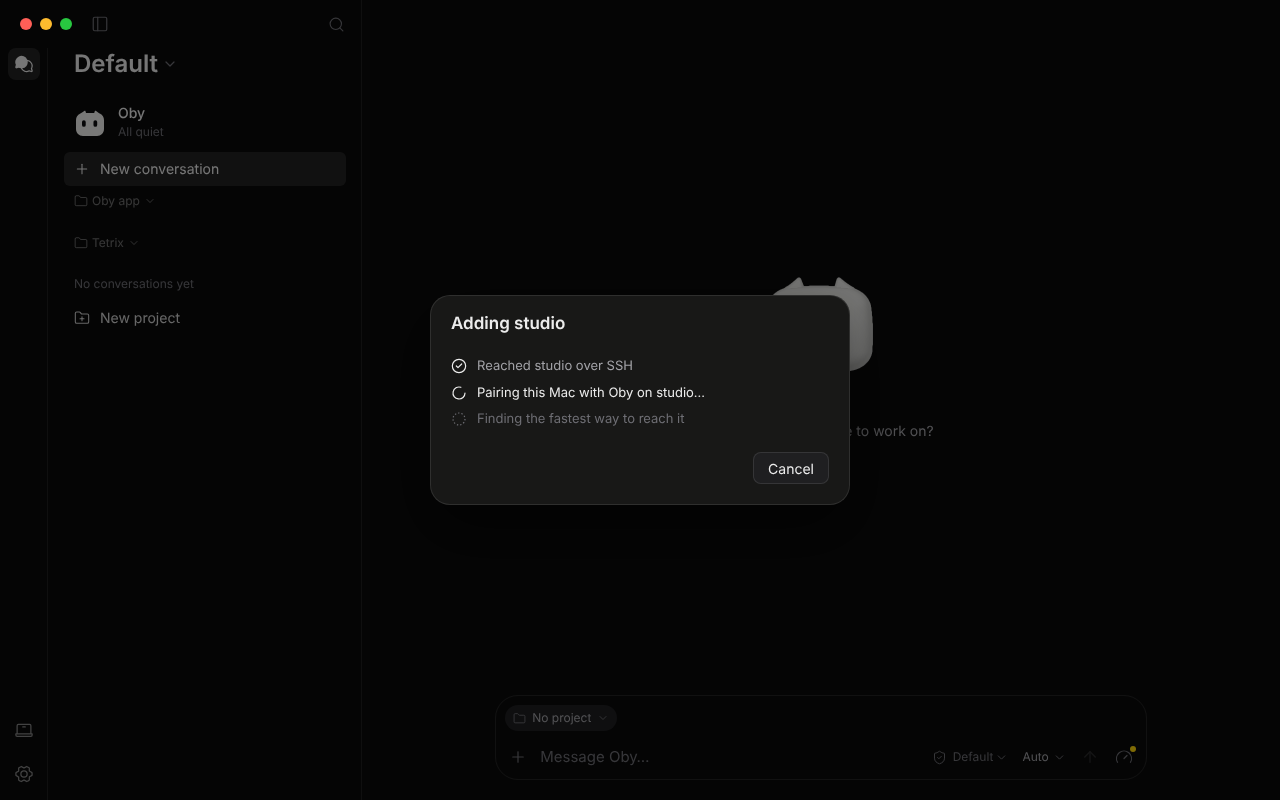 Default
Oby
All quiet
New conversation
Oby app
Tetrix
No conversations yet
New project
Adding studio
Reached studio over SSH
Pairing this Mac with Oby on studio...
Finding the fastest way to reach it
Cancel
to work on?
No project
Message Oby...
Default
Auto